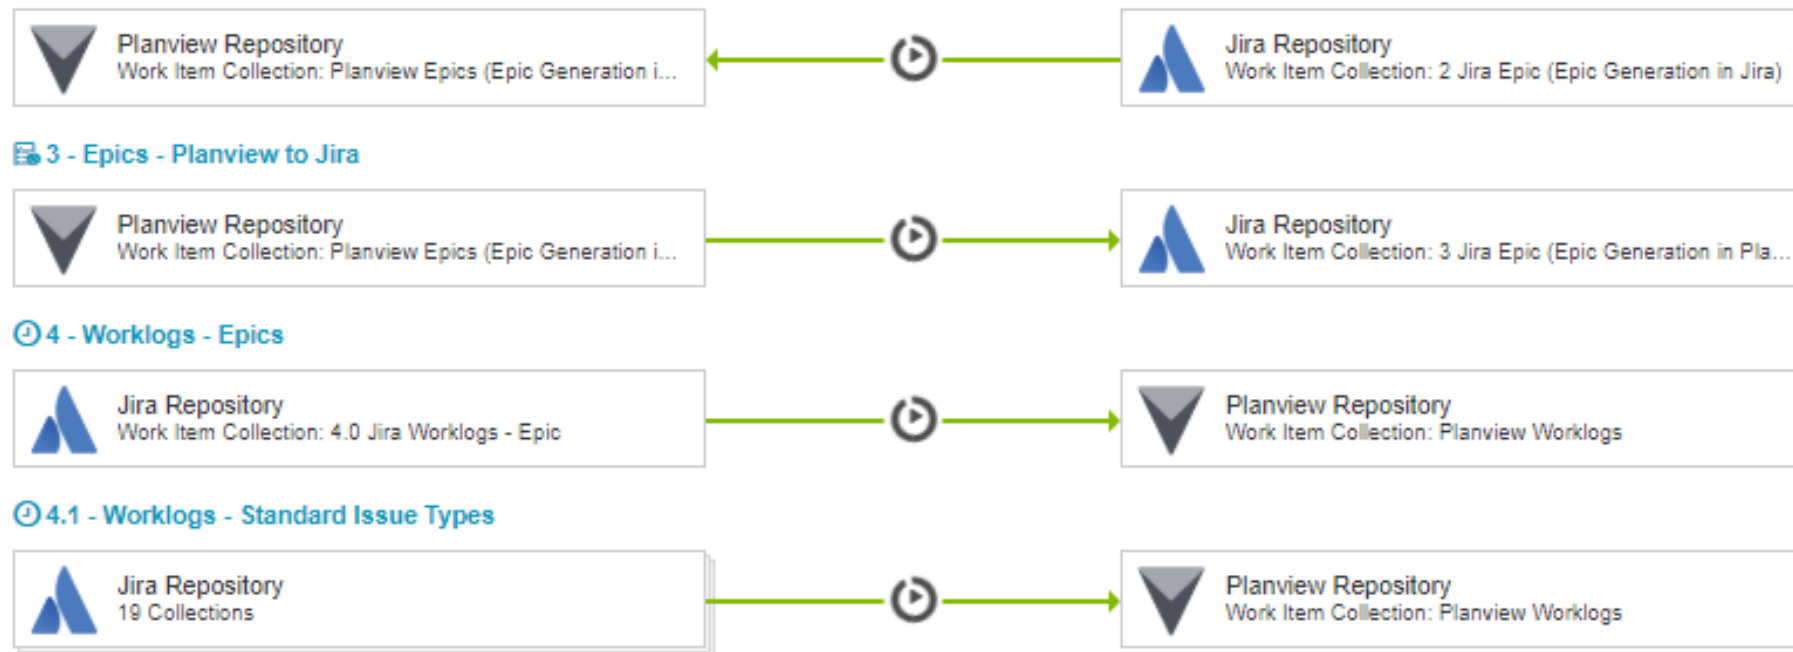 Planview Repository
Work Item Collection: Planview Epics (Epic Generation i...
Jira Repository
Work Item Collection: 2 Jira Epic (Epic Generation in Jira)
3 - Epics - Planview to Jira
Planview Repository
Work Item Collection: Planview Epics (Epic Generation i...
Jira Repository
Work Item Collection: 3 Jira Epic (Epic Generation in Pla...
4 - Worklogs - Epics
Jira Repository
Work Item Collection: 4.0 Jira Worklogs - Epic
Planview Repository
Work Item Collection: Planview Worklogs
4.1 - Worklogs - Standard Issue Types
Jira Repository
19 Collections
Planview Repository
Work Item Collection: Planview Worklogs